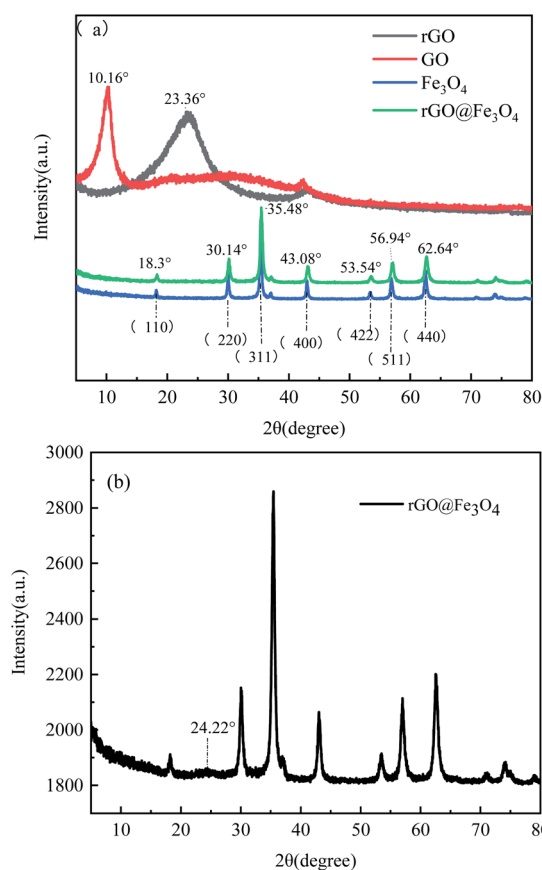 ( a)
rGO
GO
Fe₃O₄
rGO@Fe₃O₄
10.16°
23.36°
35.48°
18.3°
30.14°
43.08°
53.54°
56.94°
62.64°
( 110)
( 220)
( 311)
( 400)
( 422)
( 511)
( 440)
Intensity(a.u.)
10 20 30 40 50 60 70 80
2θ(degree)
3000
2800
2600
2400
2200
2000
1800
(b)
rGO@Fe₃O₄
24.22°
Intensity(a.u.)
10 20 30 40 50 60 70 80
2θ(degree)